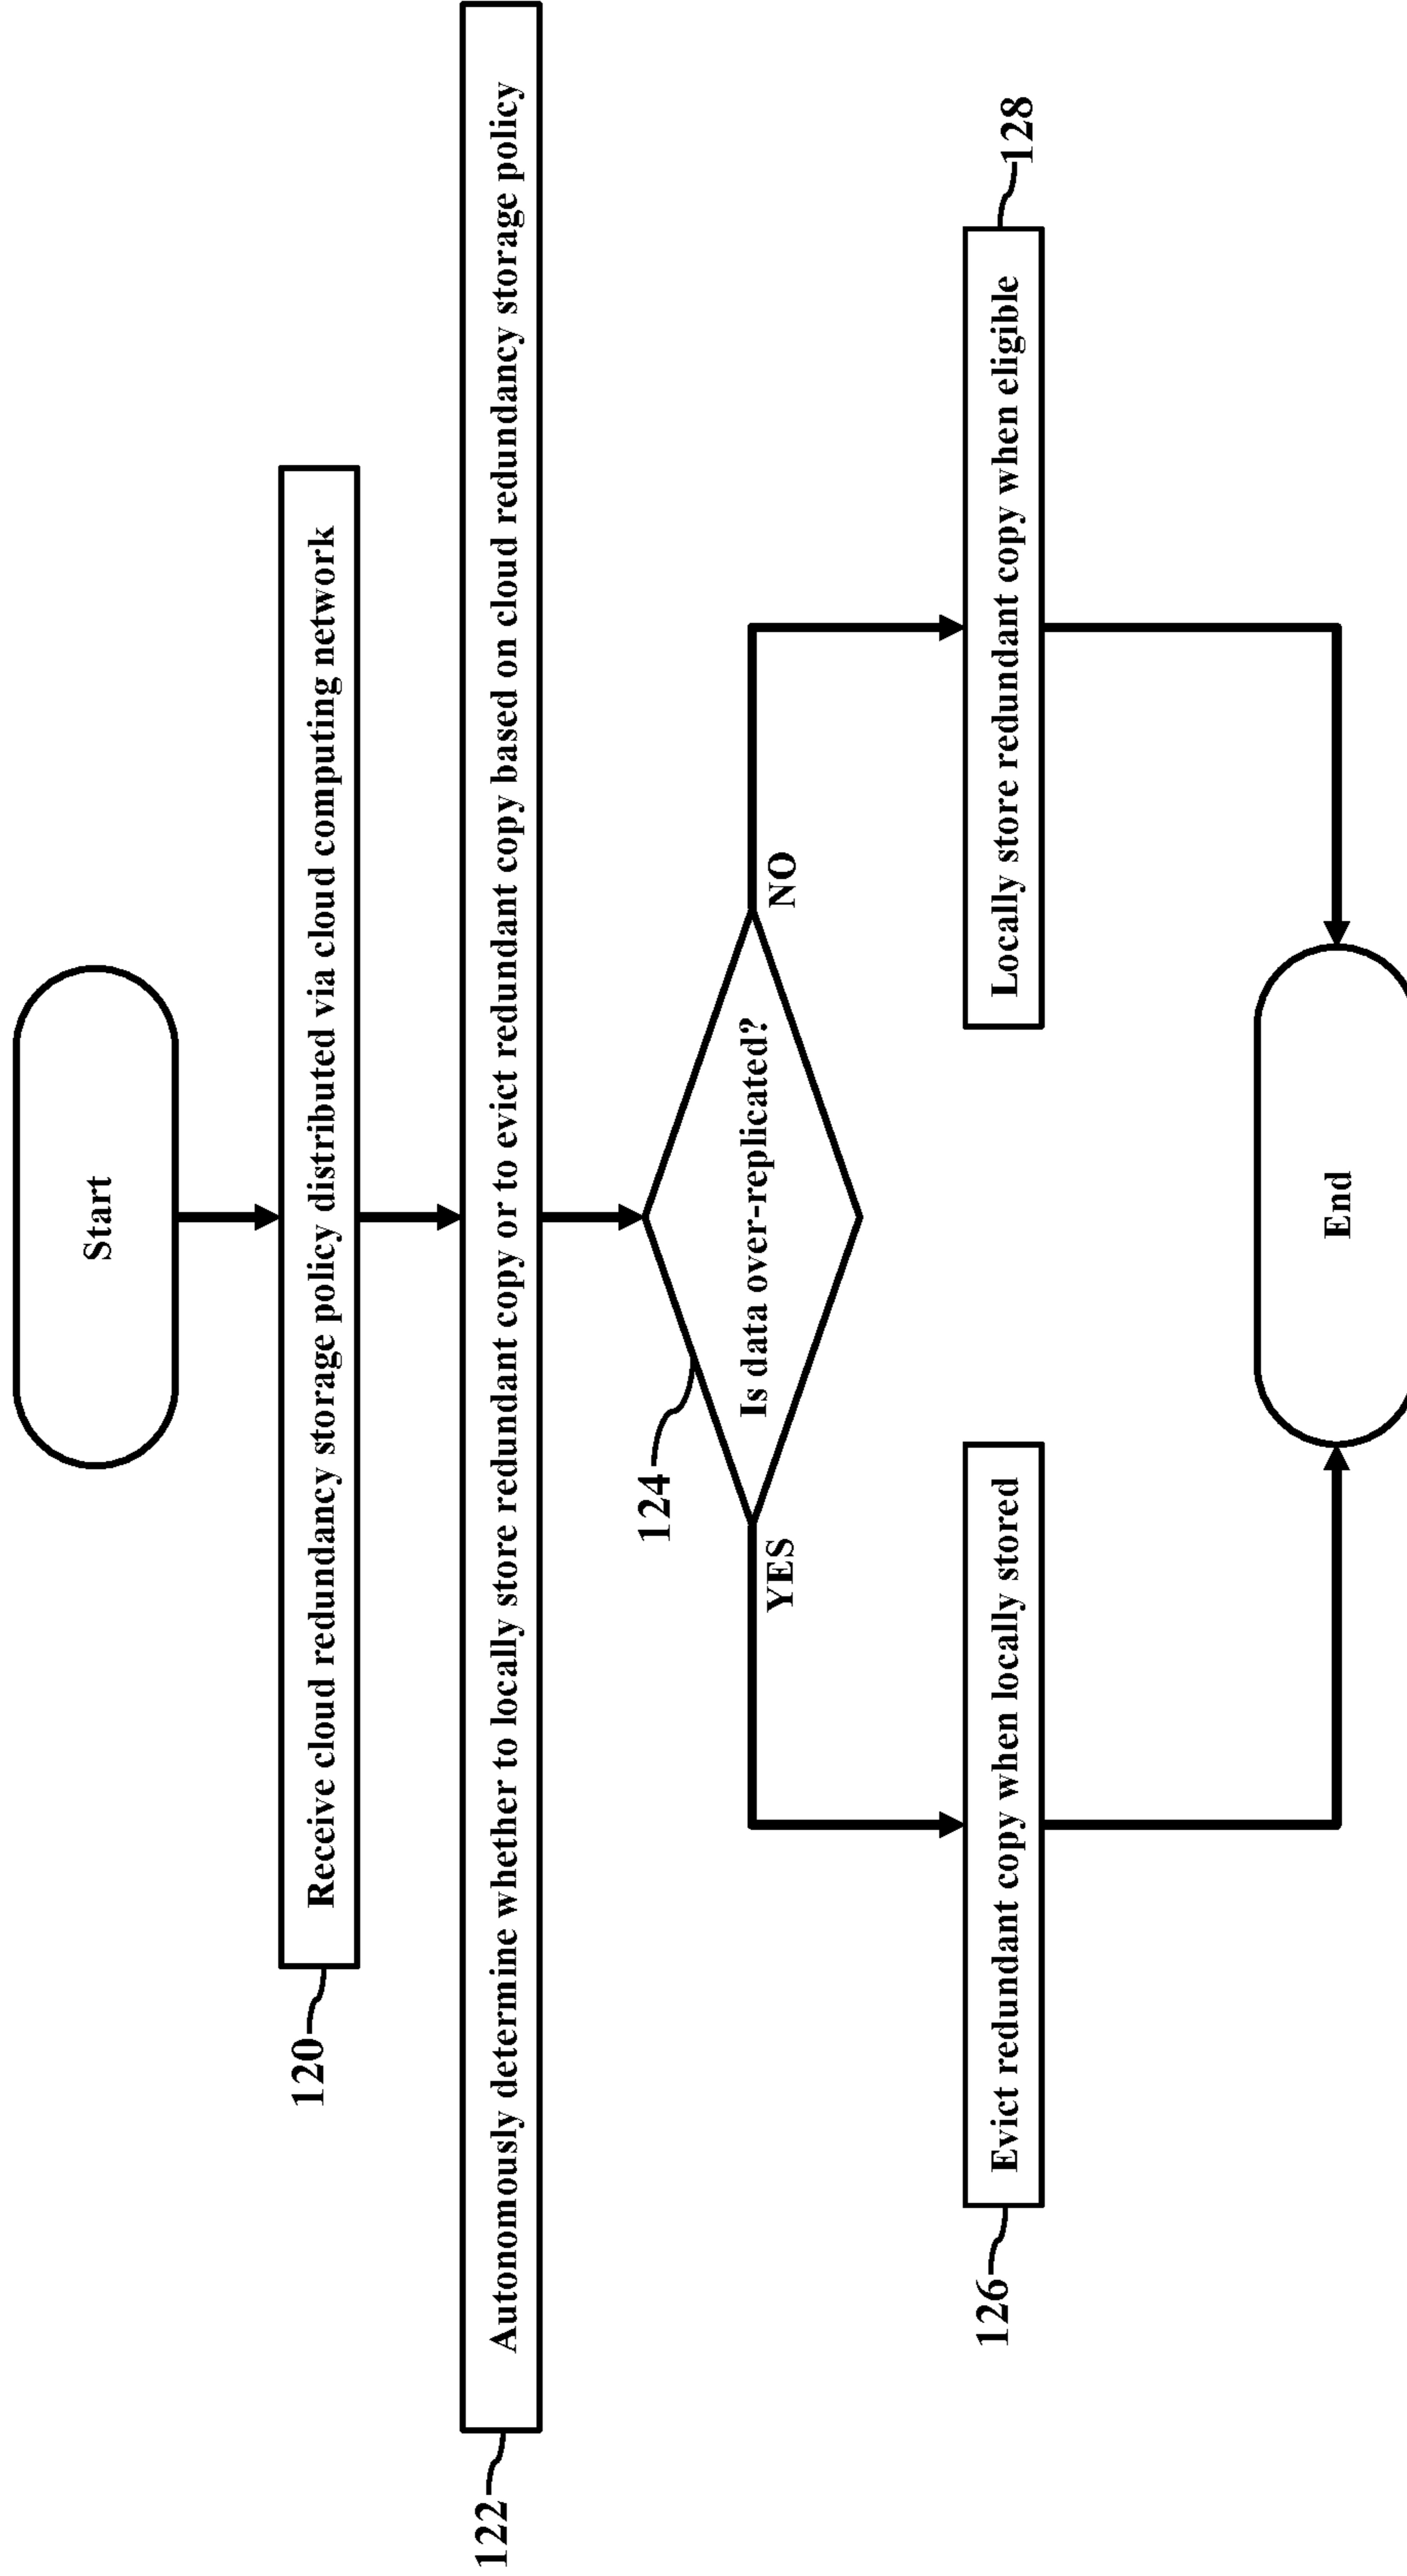 Start
120
Receive cloud redundancy storage policy distributed via cloud computing network
122
Autonomously determine whether to locally store redundant copy or to evict redundant copy based on cloud redundancy storage policy
124
Is data over-replicated?
YES
NO
126
Evict redundant copy when locally stored
Locally store redundant copy when eligible
128
End